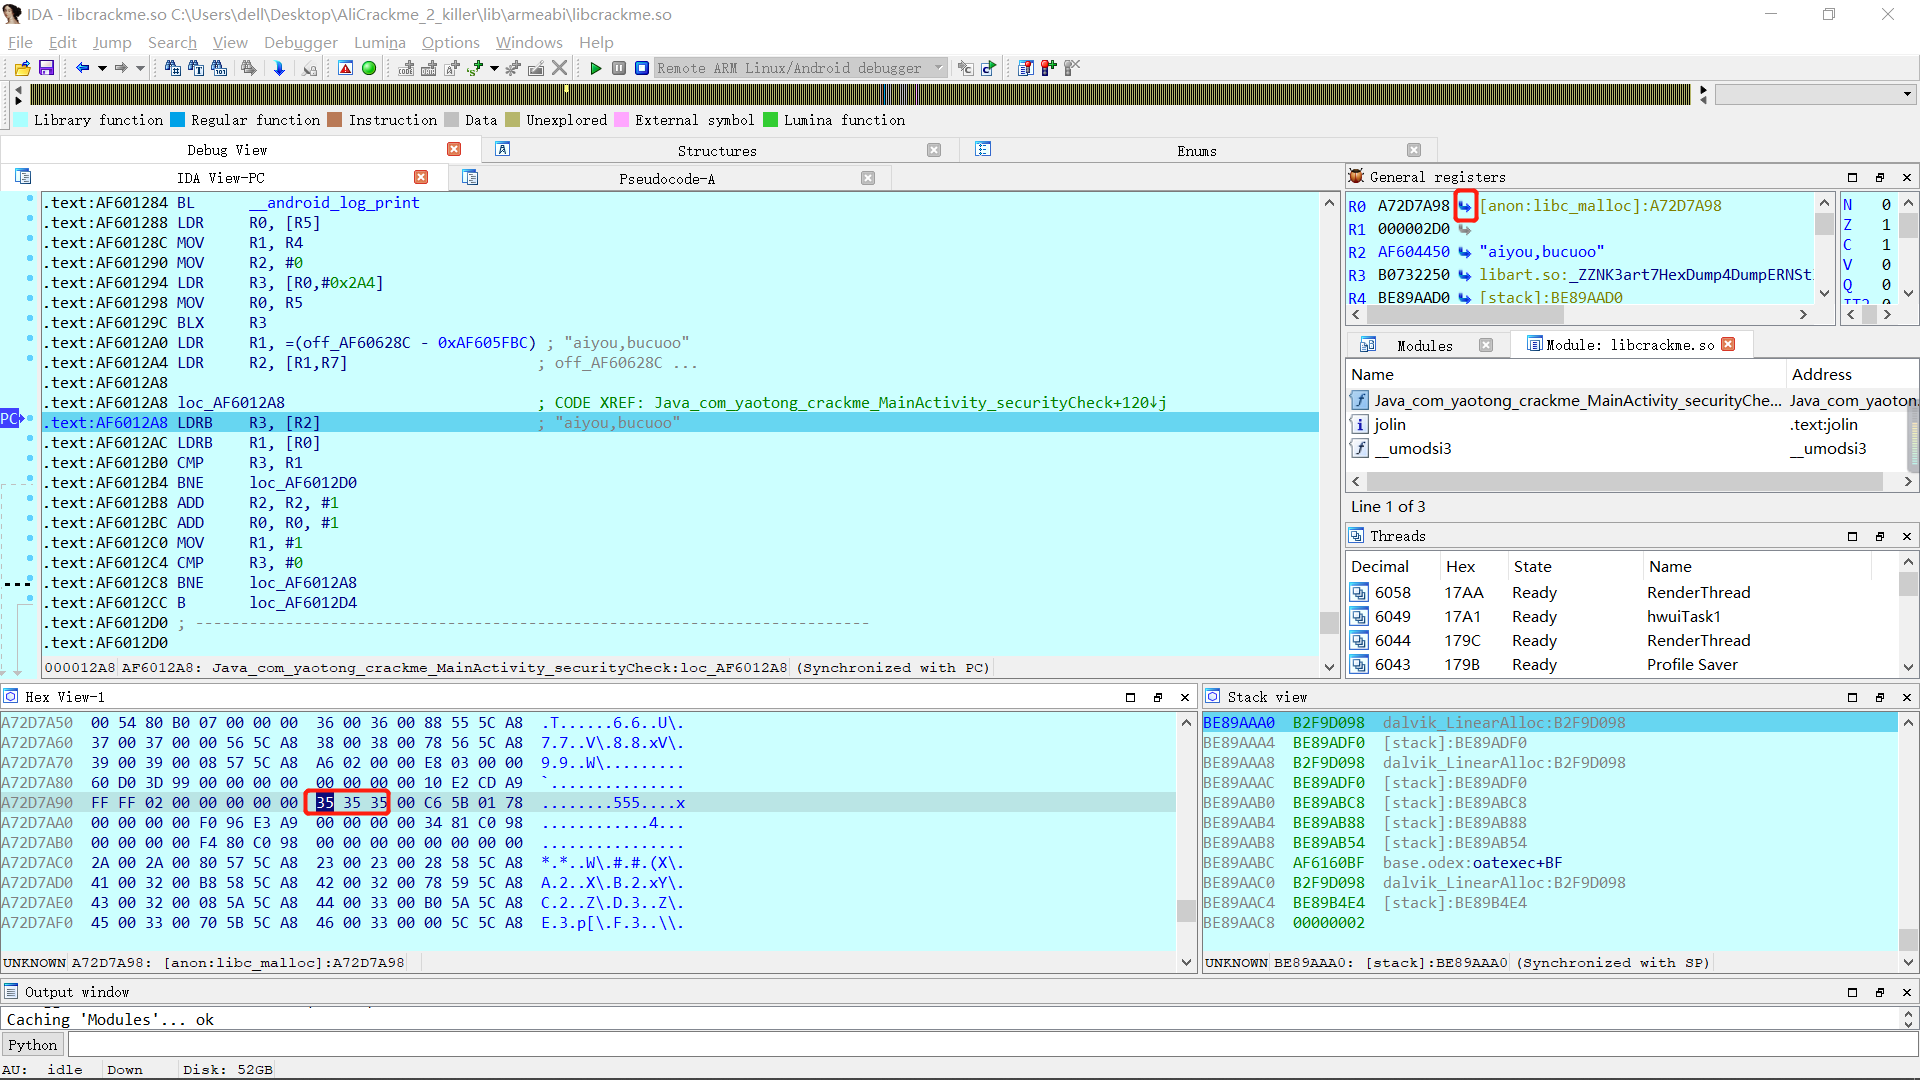 IDA - libcrackme.so C:\Users\dell\Desktop\AliCrackme_2_killer\lib\armeabi\libcrackme.so
File Edit Jump Search View Debugger Lumina Options Windows Help
Remote ARM Linux/Android debugger
Library function Regular function Instruction Data Unexplored External symbol Lumina function
Debug View Structures Enums
IDA View-PC Pseudocode-A
.text:AF601284 BL __android_log_print
.text:AF601288 LDR R0, [R5]
.text:AF60128C MOV R1, R4
.text:AF601290 MOV R2, #0
.text:AF601294 LDR R3, [R0,#0x2A4]
.text:AF601298 MOV R0, R5
.text:AF60129C BLX R3
.text:AF6012A0 LDR R1, =(off_AF60628C - 0xAF605FBC) ; "aiyou,bucuoo"
.text:AF6012A4 LDR R2, [R1,R7] ; off_AF60628C ...
.text:AF6012A8
.text:AF6012A8 loc_AF6012A8 ; CODE XREF: Java_com_yaotong_crackme_MainActivity_securityCheck+120↓j
PC
.text:AF6012A8 LDRB R3, [R2] ; "aiyou,bucuoo"
.text:AF6012AC LDRB R1, [R0]
.text:AF6012B0 CMP R3, R1
.text:AF6012B4 BNE loc_AF6012D0
.text:AF6012B8 ADD R2, R2, #1
.text:AF6012BC ADD R0, R0, #1
.text:AF6012C0 MOV R1, #1
.text:AF6012C4 CMP R3, #0
.text:AF6012C8 BNE loc_AF6012A8
.text:AF6012CC B loc_AF6012D4
.text:AF6012D0 ; ---------------------------------------------------------------------------
.text:AF6012D0
000012A8 AF6012A8: Java_com_yaotong_crackme_MainActivity_securityCheck:loc_AF6012A8 (Synchronized with PC)
General registers
R0 A72D7A98 [anon:libc_malloc]:A72D7A98
R1 000002D0
R2 AF604450 "aiyou,bucuoo"
R3 B0732250 libart.so:_ZZNK3art7HexDump4DumpERNSt
R4 BE89AAD0 [stack]:BE89AAD0
N 0
Z 1
C 1
V 0
Q 0
Modules Module: libcrackme.so
Name Address
Java_com_yaotong_crackme_MainActivity_securityChe... Java_com_yaoton
jolin .text:jolin
__umodsi3 __umodsi3
Line 1 of 3
Threads
Decimal Hex State Name
6058 17AA Ready RenderThread
6049 17A1 Ready hwuiTask1
6044 179C Ready RenderThread
6043 179B Ready Profile Saver
Hex View-1
A72D7A50 00 54 80 B0 07 00 00 00 36 00 36 00 88 55 5C A8 .T......6.6..U\.
A72D7A60 37 00 37 00 00 56 5C A8 38 00 38 00 78 56 5C A8 7.7..V\.8.8.xV\.
A72D7A70 39 00 39 00 08 57 5C A8 A6 02 00 00 E8 03 00 00 9.9..W\.........
A72D7A80 60 D0 3D 99 00 00 00 00 00 00 00 00 10 E2 CD A9 `...............
A72D7A90 FF FF 02 00 00 00 00 00 35 35 35 00 C6 5B 01 78 ........555....x
A72D7AA0 00 00 00 00 F0 96 E3 A9 00 00 00 00 34 81 C0 98 ............4...
A72D7AB0 00 00 00 00 F4 80 C0 98 00 00 00 00 00 00 00 00 ................
A72D7AC0 2A 00 2A 00 80 57 5C A8 23 00 23 00 28 58 5C A8 *.*..W\.#.#.(X\.
A72D7AD0 41 00 32 00 B8 58 5C A8 42 00 32 00 78 59 5C A8 A.2..X\.B.2.xY\.
A72D7AE0 43 00 32 00 08 5A 5C A8 44 00 33 00 B0 5A 5C A8 C.2..Z\.D.3..Z\.
A72D7AF0 45 00 33 00 70 5B 5C A8 46 00 33 00 00 5C 5C A8 E.3.p[\.F.3..\\.
UNKNOWN A72D7A98: [anon:libc_malloc]:A72D7A98
Stack view
BE89AAA0 B2F9D098 dalvik_LinearAlloc:B2F9D098
BE89AAA4 BE89ADF0 [stack]:BE89ADF0
BE89AAA8 B2F9D098 dalvik_LinearAlloc:B2F9D098
BE89AAAC BE89ADF0 [stack]:BE89ADF0
BE89AAB0 BE89ABC8 [stack]:BE89ABC8
BE89AAB4 BE89AB88 [stack]:BE89AB88
BE89AAB8 BE89AB54 [stack]:BE89AB54
BE89AABC AF6160BF base.odex:oatexec+BF
BE89AAC0 B2F9D098 dalvik_LinearAlloc:B2F9D098
BE89AAC4 BE89B4E4 [stack]:BE89B4E4
BE89AAC8 00000002
UNKNOWN BE89AAA0: [stack]:BE89AAA0 (Synchronized with SP)
Output window
Caching 'Modules'... ok
Python
AU: idle Down Disk: 52GB